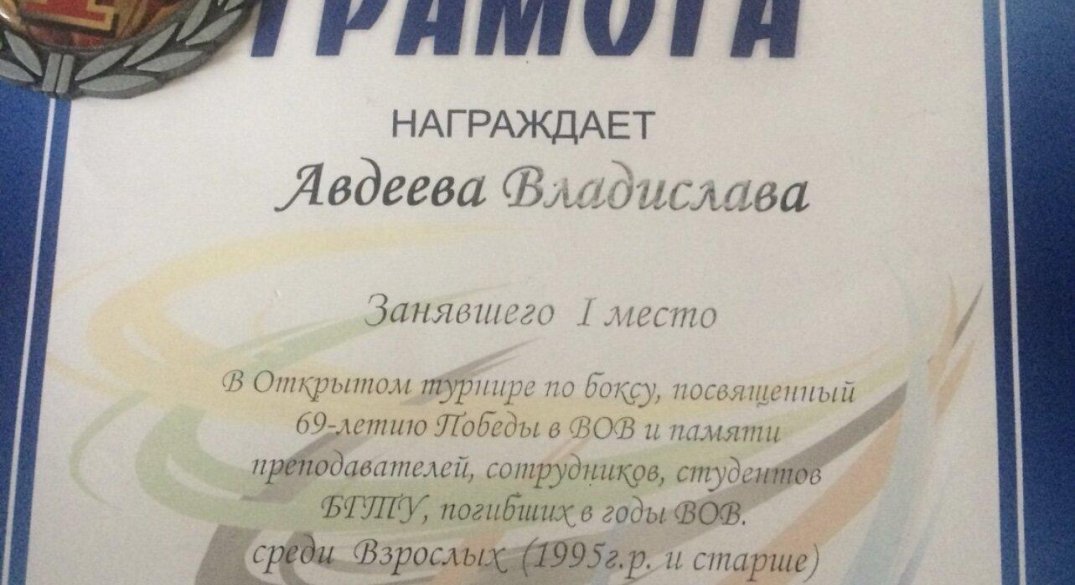 ГРАМОТА
НАГРАЖДАЕТ
Авдеева Владислава
Занявшего I место
В Открытом турнире по боксу, посвященный
69-летию Победы в ВОВ и памяти
преподавателей, сотрудников, студентов
БГТУ, погибших в годы ВОВ.
среди Взрослых (1995г.р. и старше)